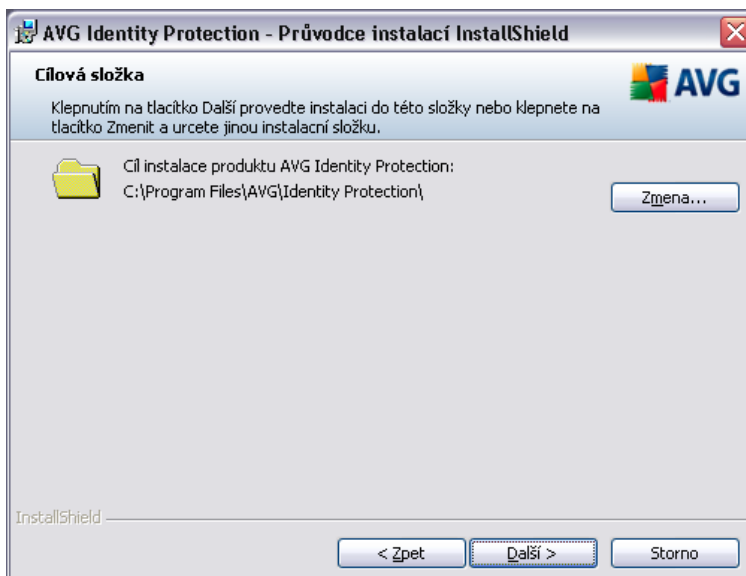 AVG Identity Protection - Průvodce instalací InstallShield
Cílová složka
AVG
Klepnutím na tlacítko Další provedte instalaci do této složky nebo klepnete na
tlacítko Zmenit a urcete jinou instalacní složku.
Cíl instalace produktu AVG Identity Protection:
C:\Program Files\AVG\Identity Protection\
Zmena...
InstallShield
< Zpet
Další >
Storno